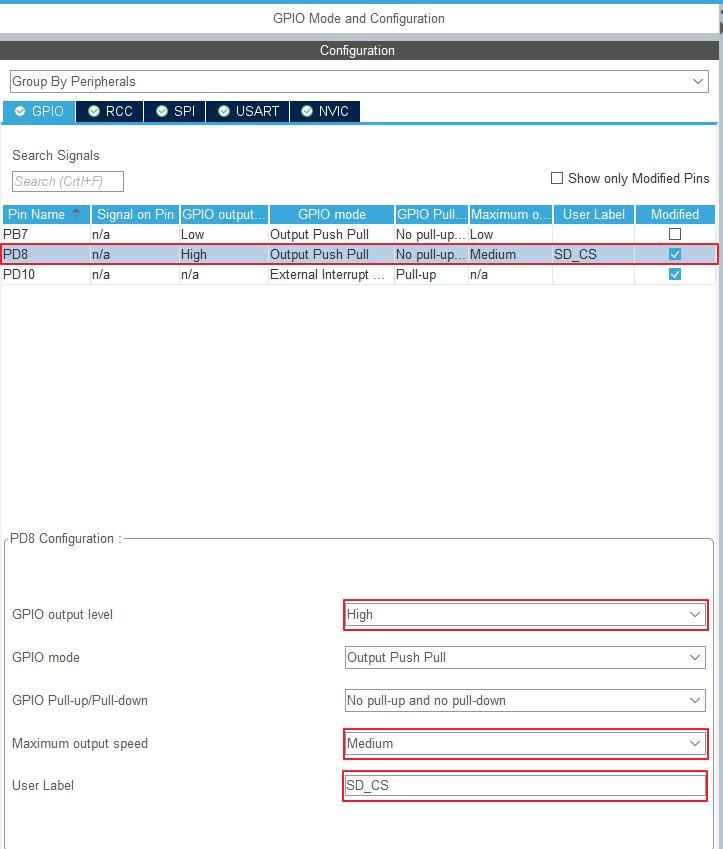 GPIO Mode and Configuration
Configuration
Group By Peripherals
GPIO RCC SPI USART NVIC
Search Signals
Search (Crtl+F)
Show only Modified Pins
Pin Name Signal on Pin GPIO output... GPIO mode GPIO Pull... Maximum o... User Label Modified
PB7 n/a Low Output Push Pull No pull-up... Low
PD8 n/a High Output Push Pull No pull-up... Medium SD_CS
PD10 n/a n/a External Interrupt ... Pull-up n/a
PD8 Configuration :
GPIO output level High
GPIO mode Output Push Pull
GPIO Pull-up/Pull-down No pull-up and no pull-down
Maximum output speed Medium
User Label SD_CS